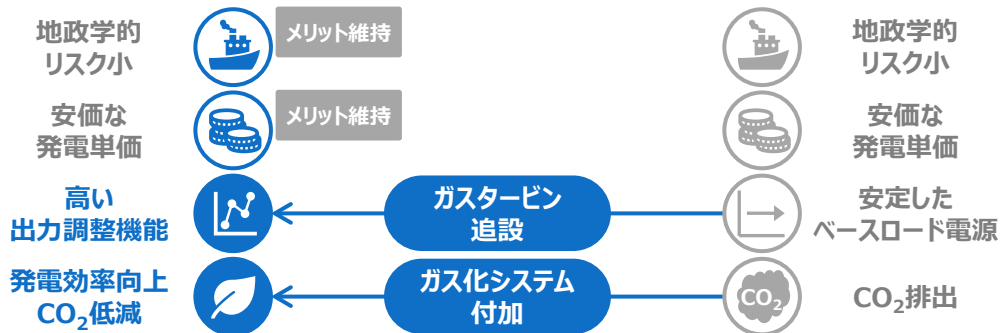 地政学的
リスク小
メリット維持
地政学的
リスク小
安価な
発電単価
メリット維持
安価な
発電単価
高い
出力調整機能
ガスタービン
追設
安定した
ベースロード電源
発電効率向上
CO₂低減
ガス化システム
付加
CO₂
CO₂排出